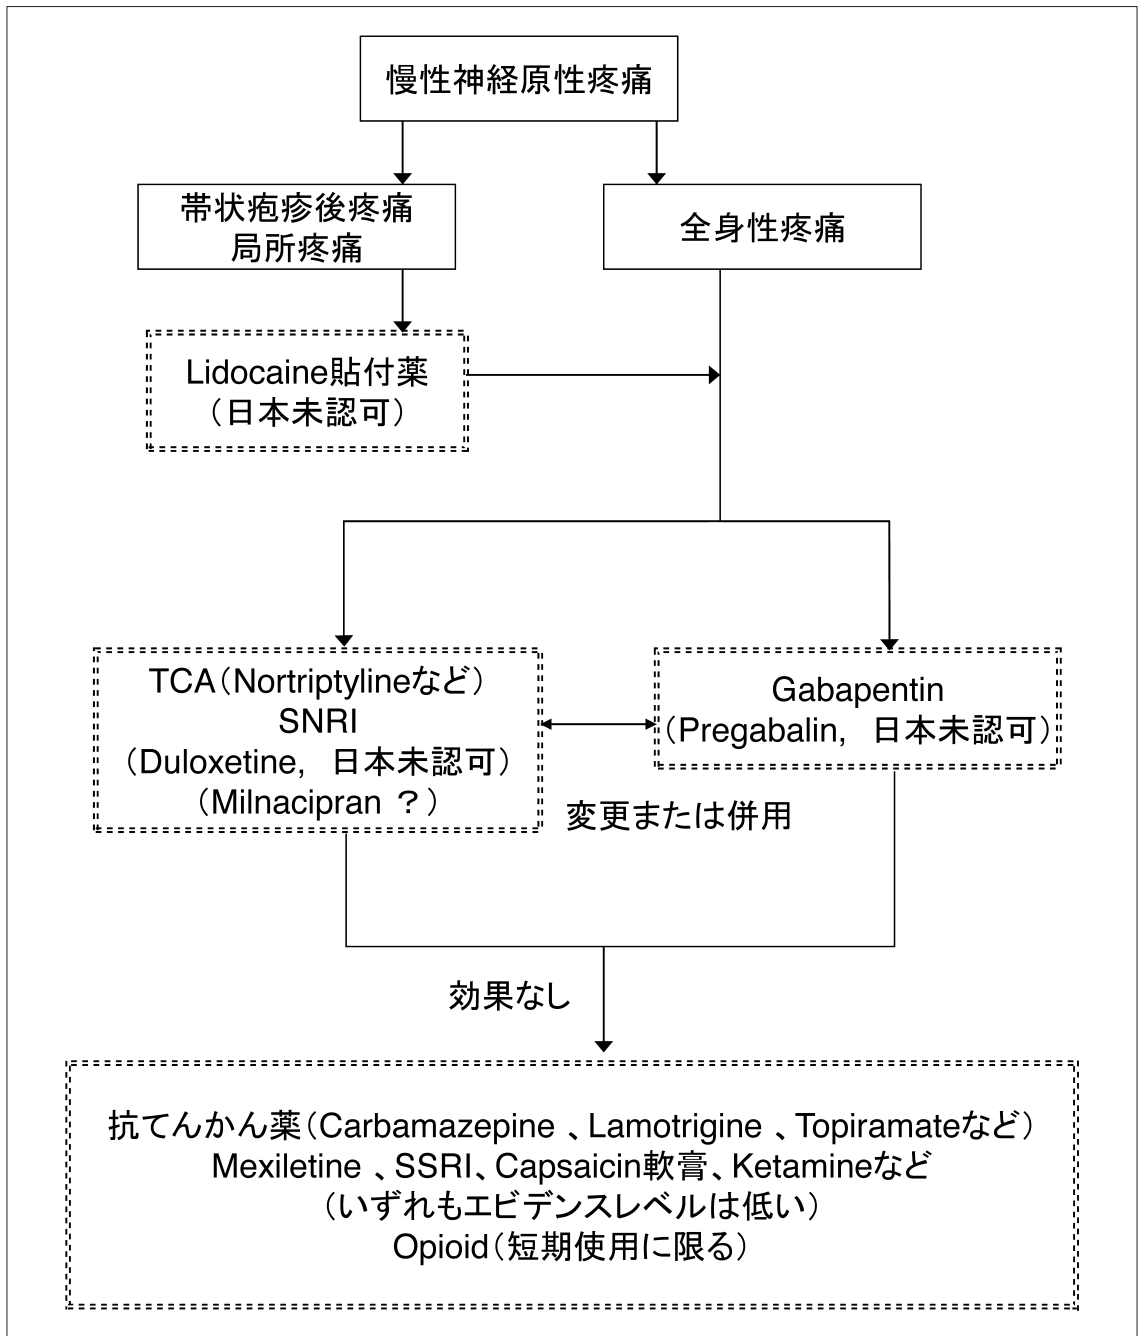 慢性神経原性疼痛
帯状疱疹後疼痛
局所疼痛
全身性疼痛
Lidocaine貼付薬
（日本未認可）
TCA（Nortriptylineなど）
SNRI
（Duloxetine, 日本未認可）
（Milnacipran ？）
Gabapentin
（Pregabalin, 日本未認可）
変更または併用
効果なし
抗てんかん薬（Carbamazepine 、Lamotrigine 、Topiramateなど）
Mexiletine 、SSRI、Capsaicin軟膏、Ketamineなど
（いずれもエビデンスレベルは低い）
Opioid（短期使用に限る）